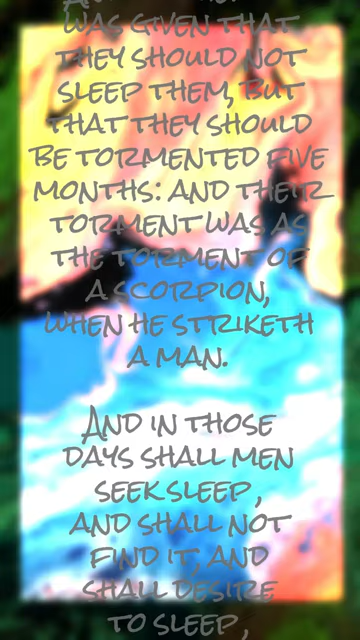 WAS GIVEN THAT
THEY SHOULD NOT
SLEEP THEM, BUT
THAT THEY SHOULD
BE TORMENTED FIVE
MONTHS: AND THEIR
TORMENT WAS AS
THE TORMENT OF
A SCORPION,
WHEN HE STRIKETH
A MAN.
AND IN THOSE
DAYS SHALL MEN
SEEK SLEEP,
AND SHALL NOT
FIND IT; AND
SHALL DESIRE
TO SLEEP,